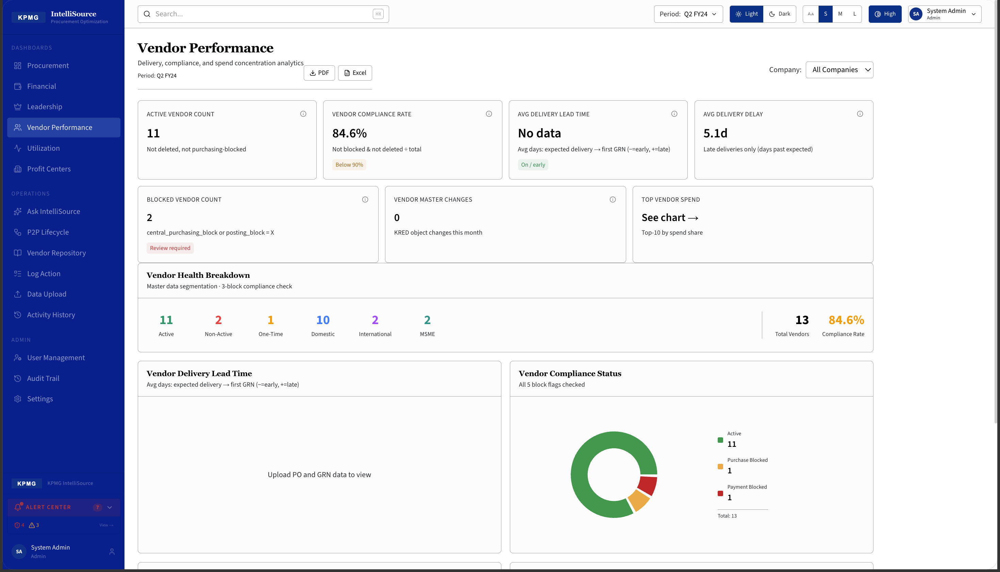 KPMG
IntelliSource
Procurement Optimization
DASHBOARDS
Procurement
Financial
Leadership
Vendor Performance
Utilization
Profit Centers
OPERATIONS
Ask IntelliSource
P2P Lifecycle
Vendor Repository
Log Action
Data Upload
Activity History
ADMIN
User Management
Audit Trail
Settings
KPMG KPMG IntelliSource
ALERT CENTER 7
4 3 View →
SA System Admin
Admin
Search... ⌘K
Period: Q2 FY24
Light Dark
AA S M L
High
SA System Admin
Admin
Vendor Performance
Delivery, compliance, and spend concentration analytics
Period: Q2 FY24
PDF Excel
Company: All Companies
ACTIVE VENDOR COUNT
11
Not deleted, not purchasing-blocked
VENDOR COMPLIANCE RATE
84.6%
Not blocked & not deleted ÷ total
Below 90%
AVG DELIVERY LEAD TIME
No data
Avg days: expected delivery → first GRN (−=early, +=late)
On / early
AVG DELIVERY DELAY
5.1d
Late deliveries only (days past expected)
BLOCKED VENDOR COUNT
2
central_purchasing_block or posting_block = X
Review required
VENDOR MASTER CHANGES
0
KRED object changes this month
TOP VENDOR SPEND
See chart →
Top-10 by spend share
Vendor Health Breakdown
Master data segmentation · 3-block compliance check
11 2 1 10 2 2 13 84.6%
Active Non-Active One-Time Domestic International MSME Total Vendors Compliance Rate
Vendor Delivery Lead Time
Avg days: expected delivery → first GRN (−=early, +=late)
Upload PO and GRN data to view
Vendor Compliance Status
All 5 block flags checked
Active
11
Purchase Blocked
1
Payment Blocked
1
Total: 13